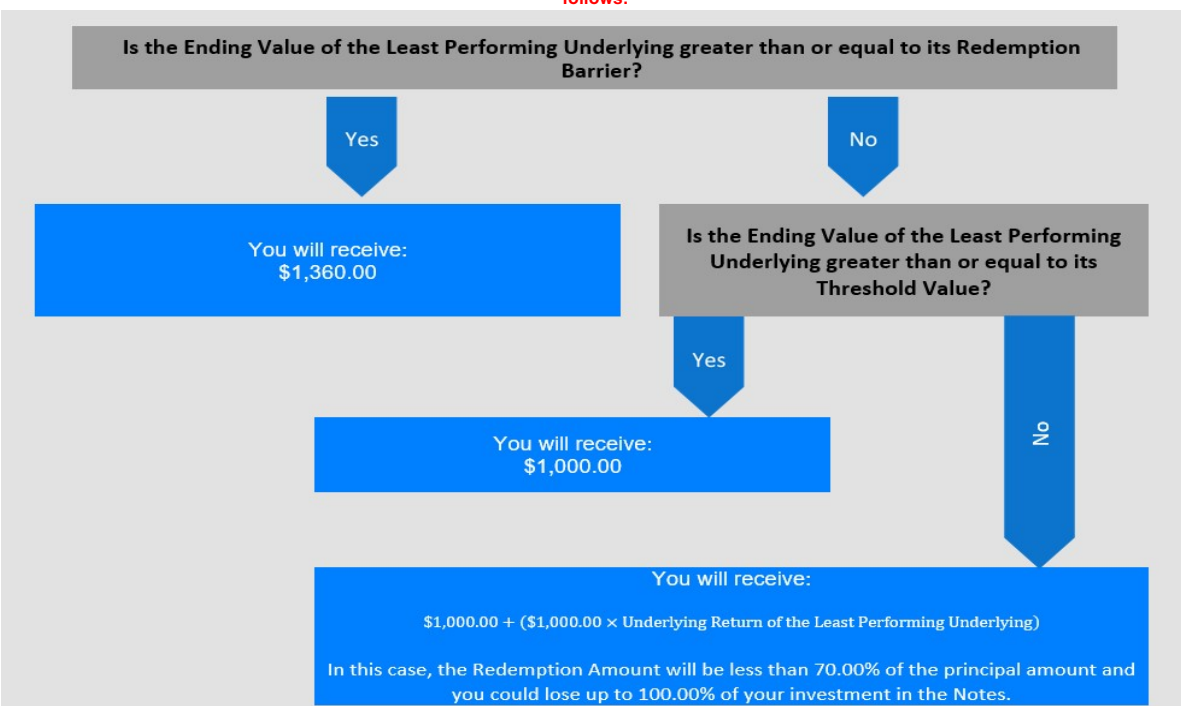 follows:
Is the Ending Value of the Least Performing Underlying greater than or equal to its Redemption
Barrier?
Yes
No
You will receive:
$1,360.00
Is the Ending Value of the Least Performing
Underlying greater than or equal to its
Threshold Value?
Yes
No
You will receive:
$1,000.00
You will receive:
$1,000.00 + ($1,000.00 × Underlying Return of the Least Performing Underlying)
In this case, the Redemption Amount will be less than 70.00% of the principal amount and
you could lose up to 100.00% of your investment in the Notes.